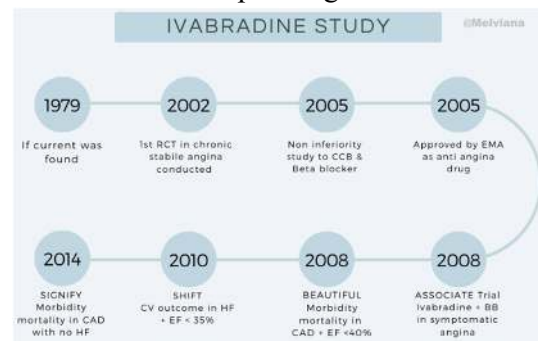 IVABRADINE STUDY
@Melviana
1979
If current was
found
2002
1st RCT in chronic
stabile angina
conducted
2005
Non inferiority
study to CCB &
Beta blocker
2005
Approved by EMA
as anti angina
drug
2008
ASSOCIATE Trial
Ivabradine + BB
in symptomatic
angina
2008
BEAUTIFUL
Morbidity
mortality in
CAD + EF <40%
2010
SHIFT
CV outcome in HF
+ EF < 35%
2014
SIGNIFY
Morbidity
mortality in CAD
with no HF